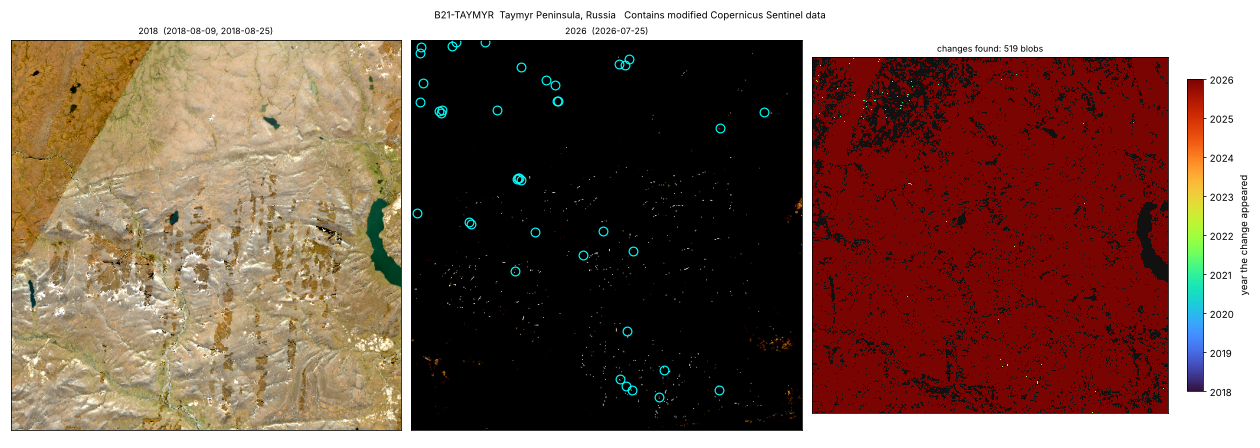 B21-TAYMYR Taymyr Peninsula, Russia Contains modified Copernicus Sentinel data
2018 (2018-08-09, 2018-08-25)
2026 (2026-07-25)
changes found: 519 blobs
2026
2025
2024
2023
2022
2021
2020
2019
2018
year the change appeared